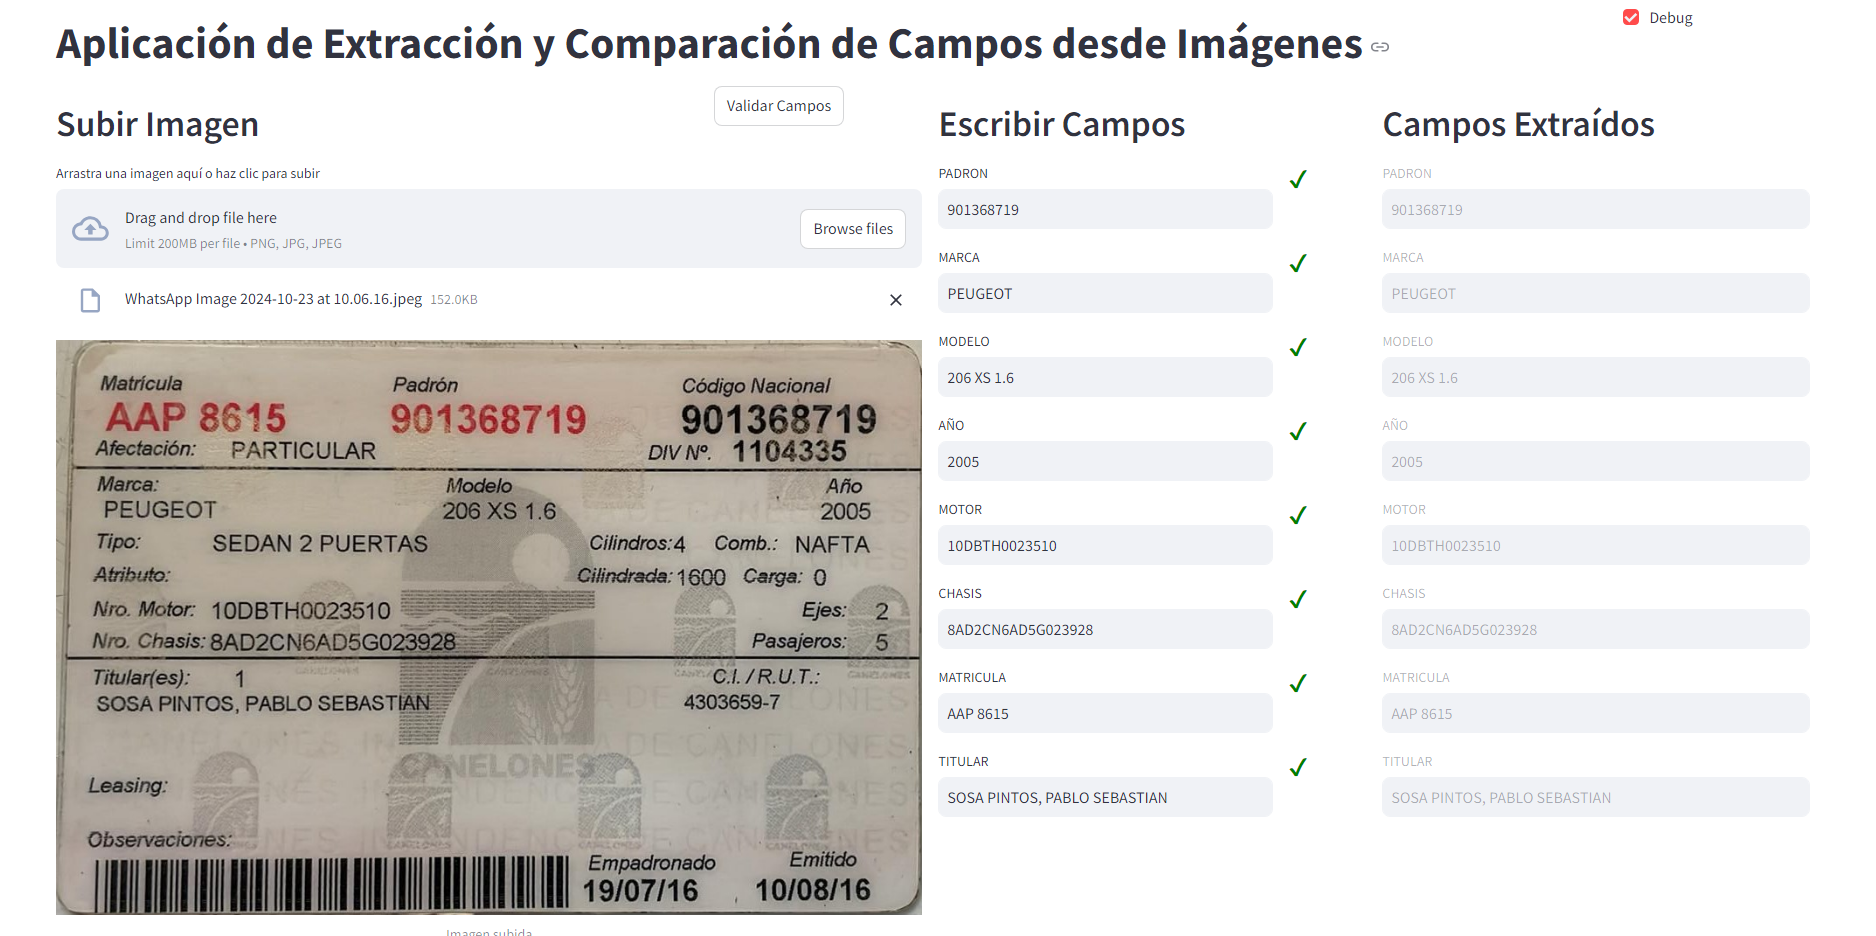 Debug
Aplicación de Extracción y Comparación de Campos desde Imágenes
Validar Campos
Subir Imagen
Arrastra una imagen aquí o haz clic para subir
Drag and drop file here
Limit 200MB per file • PNG, JPG, JPEG
Browse files
WhatsApp Image 2024-10-23 at 10.06.16.jpeg 152.0KB
Matrícula Padrón Código Nacional
AAP 8615 901368719 901368719
Afectación: PARTICULAR DIV Nº. 1104335
Marca: Modelo Año
PEUGEOT 206 XS 1.6 2005
Tipo: SEDAN 2 PUERTAS Cilindros: 4 Comb.: NAFTA
Atributo: Cilindrada: 1600 Carga: 0
Nro. Motor: 10DBTH0023510 Ejes: 2
Nro. Chasis: 8AD2CN6AD5G023928 Pasajeros: 5
Titular(es): 1 C.I./R.U.T.:
SOSA PINTOS, PABLO SEBASTIAN 4303659-7
CANELONES
Leasing:
Observaciones:
Empadronado Emitido
19/07/16 10/08/16
Imagen subida
Escribir Campos
PADRON
901368719
MARCA
PEUGEOT
MODELO
206 XS 1.6
AÑO
2005
MOTOR
10DBTH0023510
CHASIS
8AD2CN6AD5G023928
MATRICULA
AAP 8615
TITULAR
SOSA PINTOS, PABLO SEBASTIAN
Campos Extraídos
PADRON
901368719
MARCA
PEUGEOT
MODELO
206 XS 1.6
AÑO
2005
MOTOR
10DBTH0023510
CHASIS
8AD2CN6AD5G023928
MATRICULA
AAP 8615
TITULAR
SOSA PINTOS, PABLO SEBASTIAN